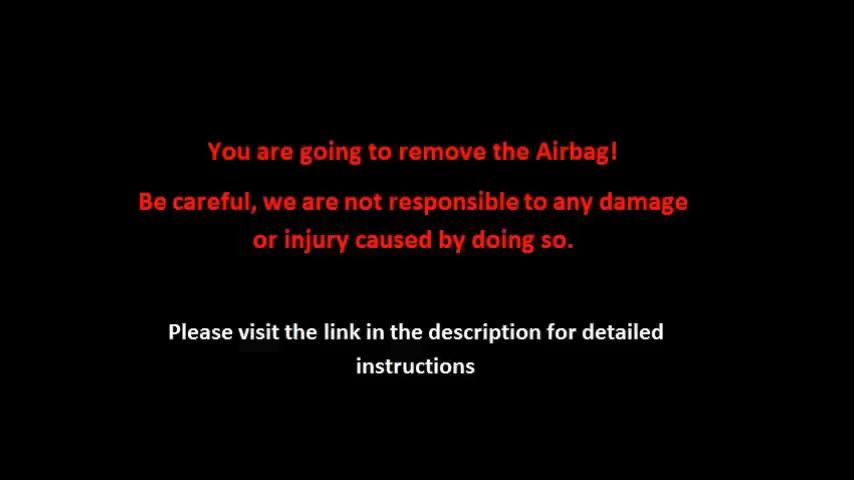 You are going to remove the Airbag!
Be careful, we are not responsible to any damage
or injury caused by doing so.
Please visit the link in the description for detailed
instructions